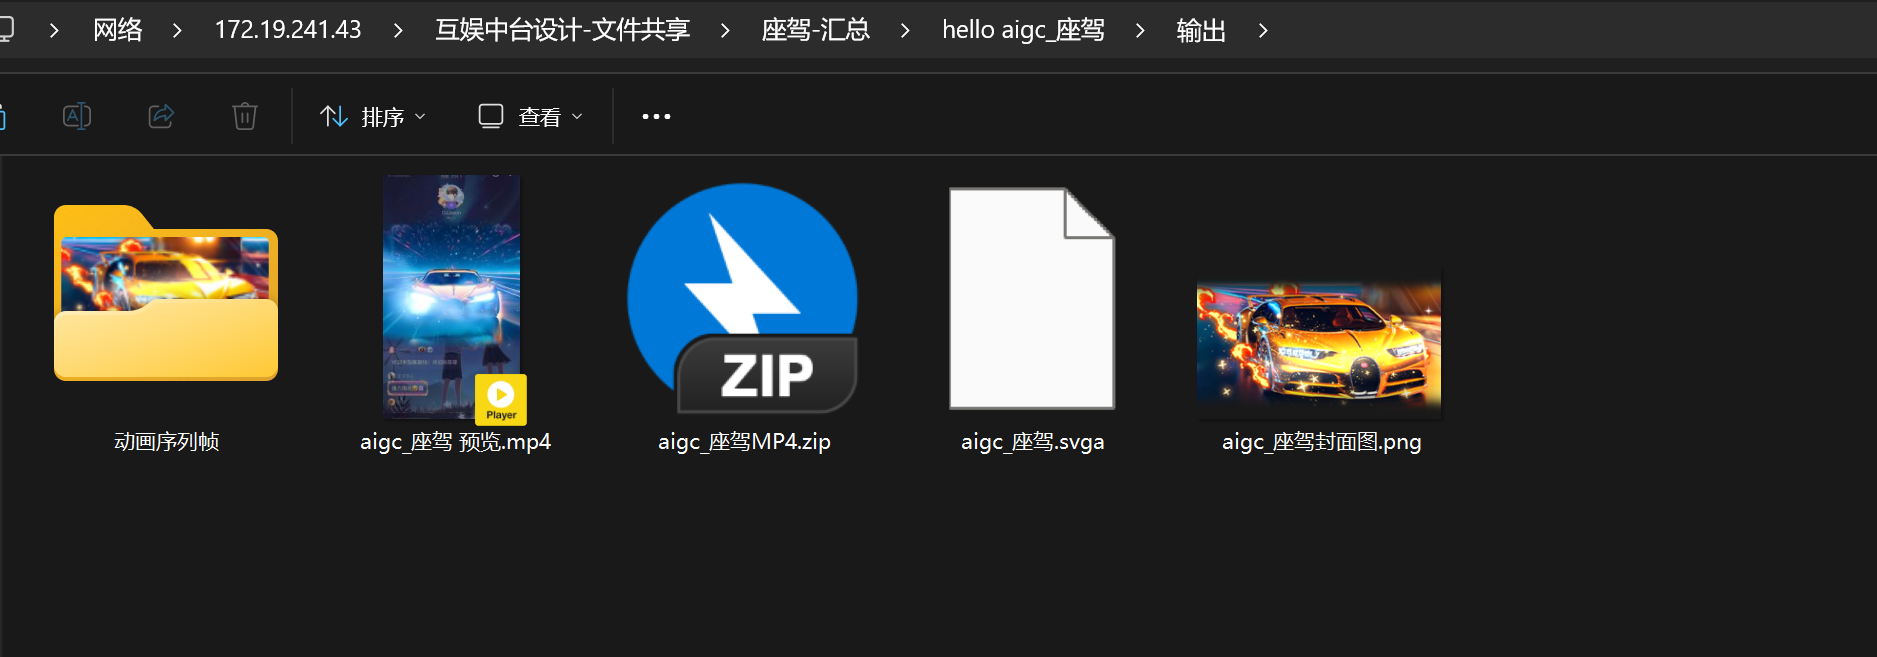 网络 172.19.241.43 互娱中台设计-文件共享 座驾-汇总 hello aigc_座驾 输出
排序 查看
ZIP
Player
动画序列帧 aigc_座驾 预览.mp4 aigc_座驾MP4.zip aigc_座驾.svga aigc_座驾封面图.png